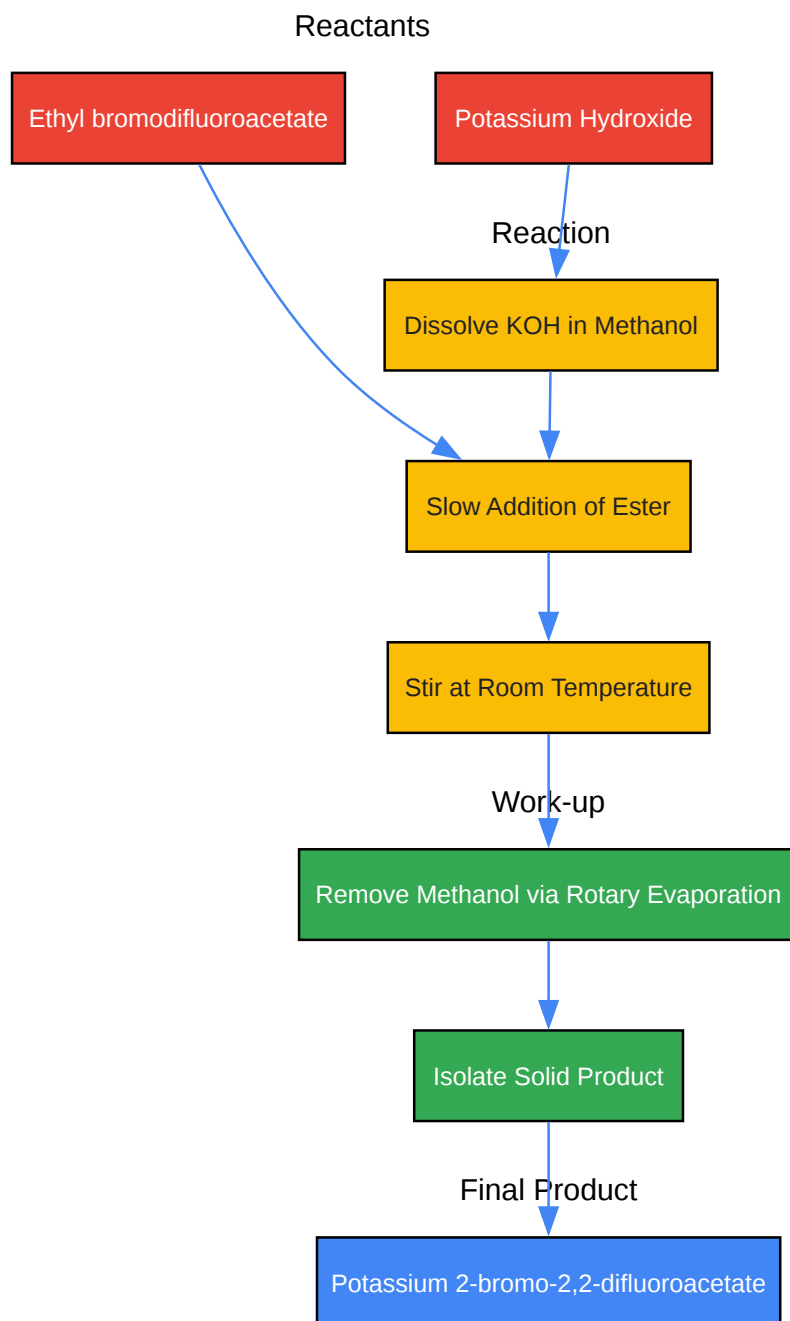 Reactants
Ethyl bromodifluoroacetate
Potassium Hydroxide
Reaction
Dissolve KOH in Methanol
Slow Addition of Ester
Stir at Room Temperature
Work-up
Remove Methanol via Rotary Evaporation
Isolate Solid Product
Final Product
Potassium 2-bromo-2,2-difluoroacetate